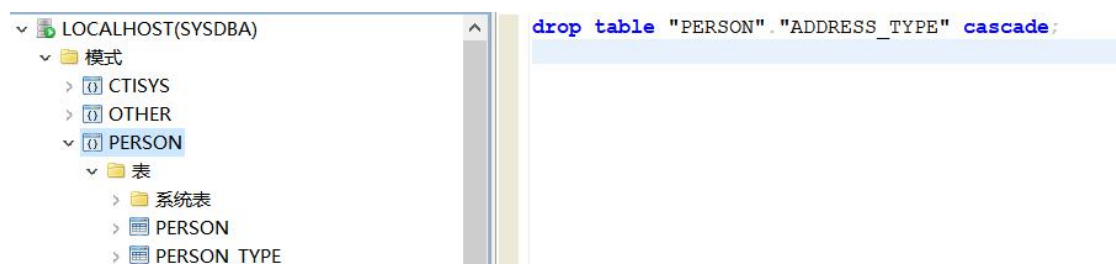 LOCALHOST(SYSDBA)
模式
CTISYS
OTHER
PERSON
表
系统表
PERSON
PERSON_TYPE
drop table "PERSON"."ADDRESS_TYPE" cascade;